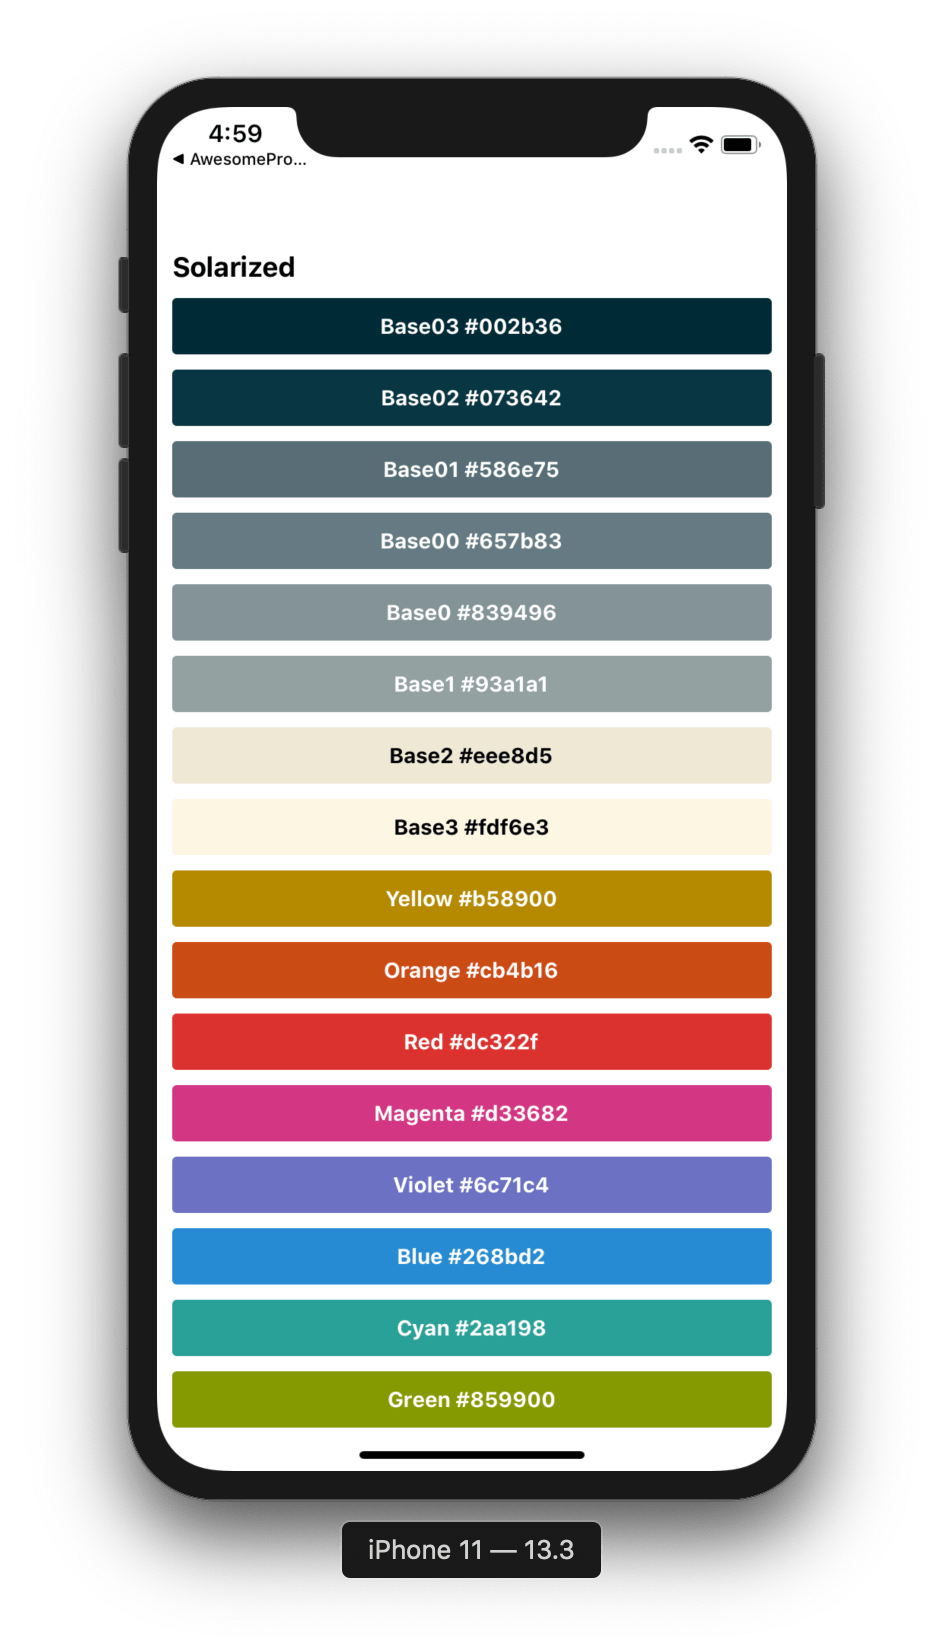 4:59
◀ AwesomePro...
Solarized
Base03 #002b36
Base02 #073642
Base01 #586e75
Base00 #657b83
Base0 #839496
Base1 #93a1a1
Base2 #eee8d5
Base3 #fdf6e3
Yellow #b58900
Orange #cb4b16
Red #dc322f
Magenta #d33682
Violet #6c71c4
Blue #268bd2
Cyan #2aa198
Green #859900
iPhone 11 — 13.3